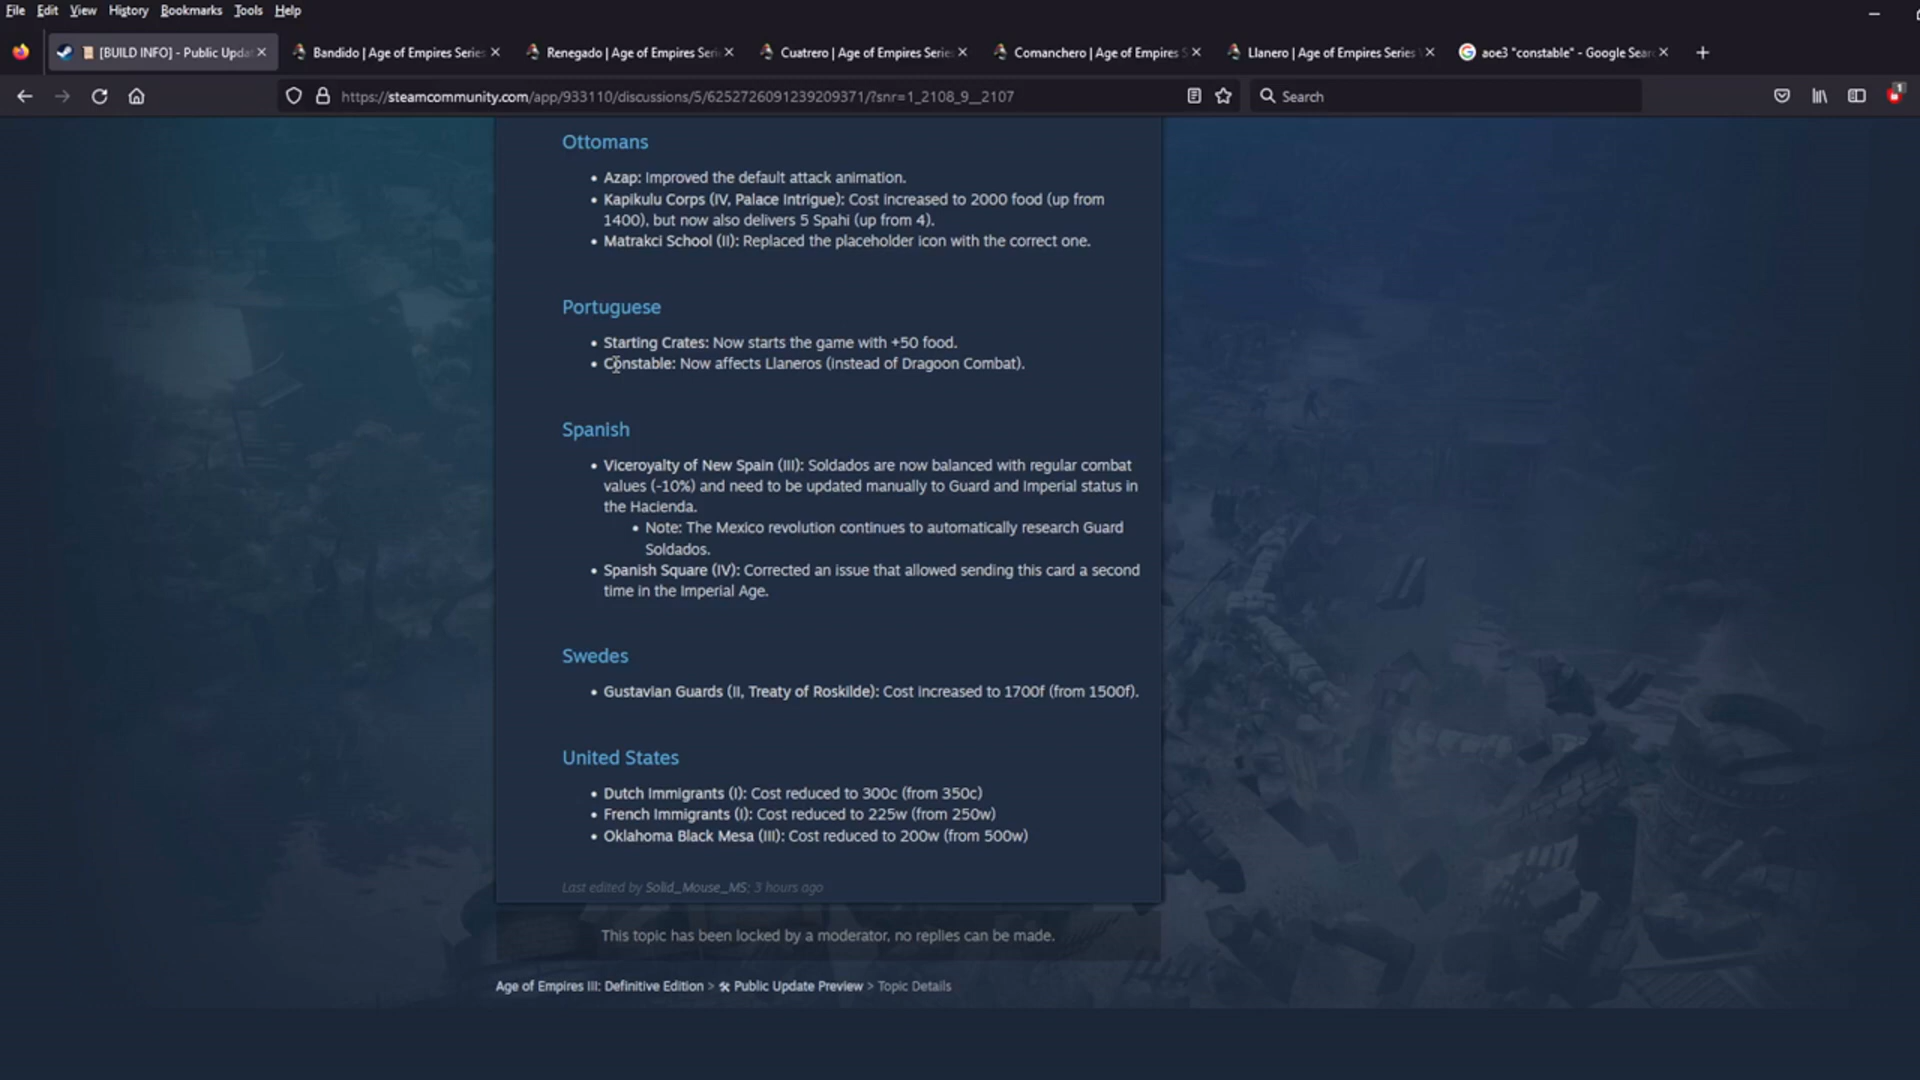 File Edit View History Bookmarks Tools Help
[BUILD INFO] - Public Upda
Bandido | Age of Empires Series
Renegado | Age of Empires Seri
Cuatrero | Age of Empires Serie
Comanchero | Age of Empires S
Llanero | Age of Empires Series
aoe3 "constable" - Google Sear
https://steamcommunity.com/app/933110/discussions/5/6252726091239209371/?snr=1_2108_9__2107
Search
1
Ottomans
• Azap: Improved the default attack animation.
• Kapikulu Corps (IV, Palace Intrigue): Cost increased to 2000 food (up from
1400), but now also delivers 5 Spahi (up from 4).
• Matrakci School (II): Replaced the placeholder icon with the correct one.
Portuguese
• Starting Crates: Now starts the game with +50 food.
• Constable: Now affects Llaneros (instead of Dragoon Combat).
Spanish
• Viceroyalty of New Spain (III): Soldados are now balanced with regular combat
values (-10%) and need to be updated manually to Guard and Imperial status in
the Hacienda.
• Note: The Mexico revolution continues to automatically research Guard
Soldados.
• Spanish Square (IV): Corrected an issue that allowed sending this card a second
time in the Imperial Age.
Swedes
• Gustavian Guards (II, Treaty of Roskilde): Cost increased to 1700f (from 1500f).
United States
• Dutch Immigrants (I): Cost reduced to 300c (from 350c)
• French Immigrants (I): Cost reduced to 225w (from 250w)
• Oklahoma Black Mesa (III): Cost reduced to 200w (from 500w)
Last edited by Solid_Mouse_MS; 3 hours ago
This topic has been locked by a moderator, no replies can be made.
Age of Empires III: Definitive Edition > 🛠 Public Update Preview > Topic Details